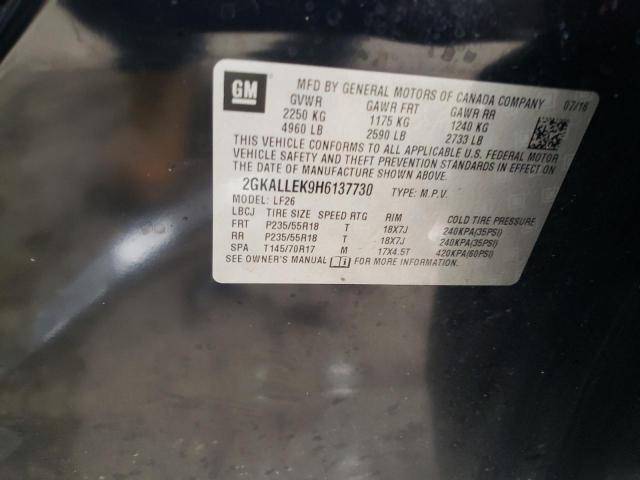 GM
MFD BY GENERAL MOTORS OF CANADA COMPANY
GVWR GAWR FRT GAWR RR 07/16
2250 KG 1175 KG 1240 KG
4960 LB 2590 LB 2733 LB
THIS VEHICLE CONFORMS TO ALL APPLICABLE U.S. FEDERAL MOTOR
VEHICLE SAFETY AND THEFT PREVENTION STANDARDS IN EFFECT ON
THE DATE OF MANUFACTURE SHOWN ABOVE.
2GKALLEK9H6137730 TYPE: M.P.V.
MODEL: LF26
LBCJ TIRE SIZE SPEED RTG RIM COLD TIRE PRESSURE
FRT P235/55R18 T 18X7J 240KPA(35PSI)
RR P235/55R18 T 18X7J 240KPA(35PSI)
SPA T145/70R17 M 17X4.5T 420KPA(60PSI)
SEE OWNER'S MANUAL FOR MORE INFORMATION.